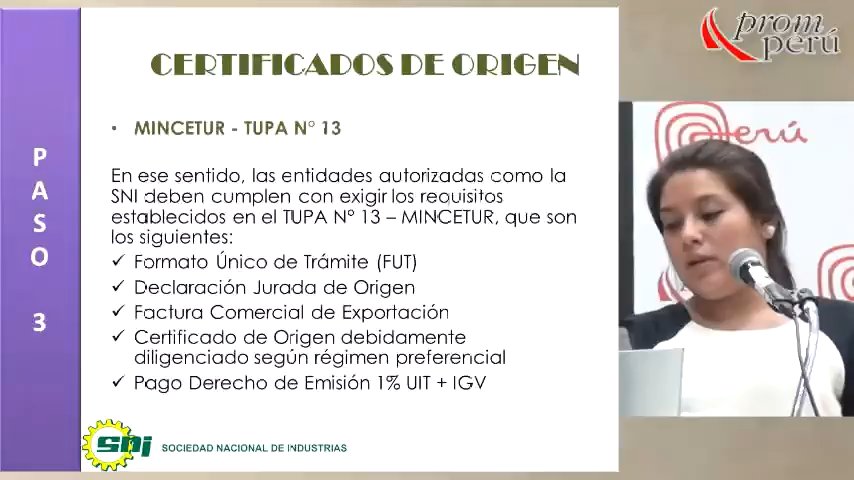 CERTIFICADOS DE ORIGEN
• MINCETUR - TUPA N° 13
En ese sentido, las entidades autorizadas como la
SNI deben cumplen con exigir los requisitos
establecidos en el TUPA N° 13 – MINCETUR, que son
los siguientes:
✓ Formato Único de Trámite (FUT)
✓ Declaración Jurada de Origen
✓ Factura Comercial de Exportación
✓ Certificado de Origen debidamente
diligenciado según régimen preferencial
✓ Pago Derecho de Emisión 1% UIT + IGV
PASO
3
sni SOCIEDAD NACIONAL DE INDUSTRIAS
prom
perú
Perú